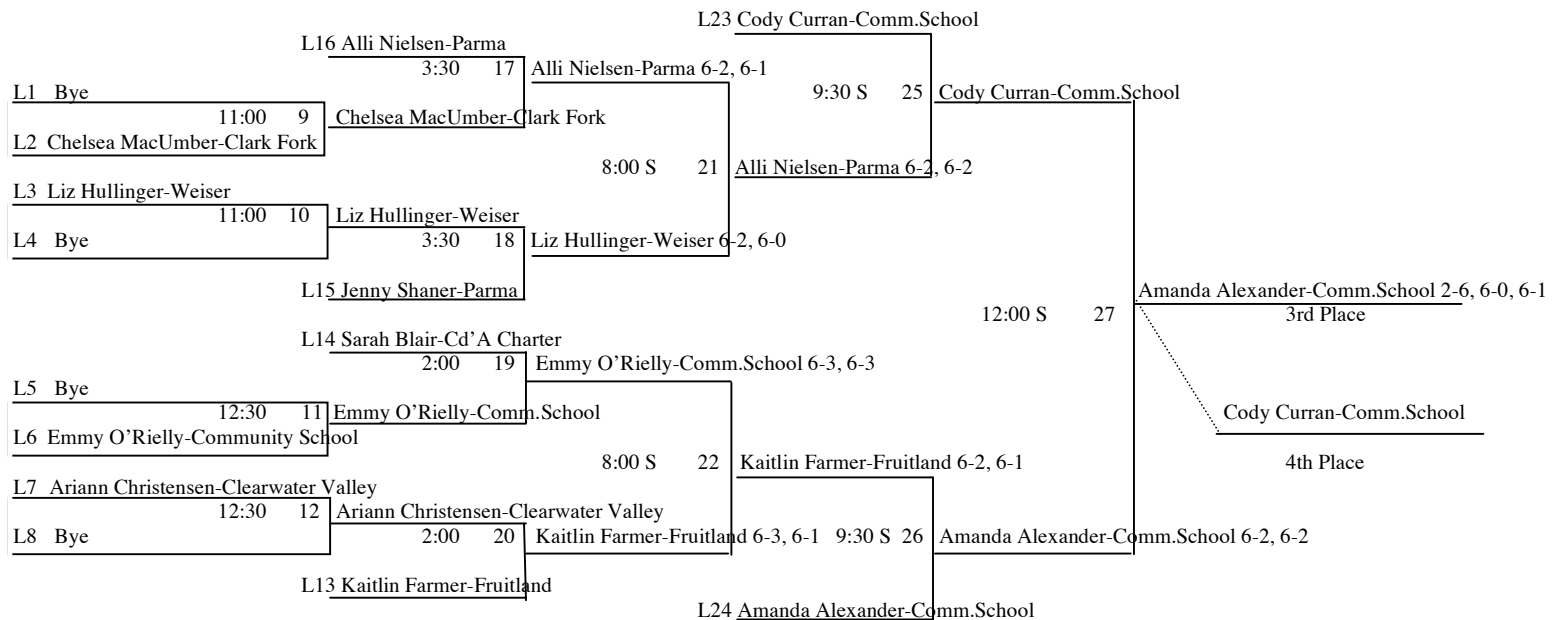 L23 Cody Curran-Comm.School
L16 Alli Nielsen-Parma
3:30 17 Alli Nielsen-Parma 6-2, 6-1
L1 Bye
9:30 S 25 Cody Curran-Comm.School
11:00 9 Chelsea MacUmber-Clark Fork
L2 Chelsea MacUmber-Clark Fork
8:00 S 21 Alli Nielsen-Parma 6-2, 6-2
L3 Liz Hullinger-Weiser
11:00 10 Liz Hullinger-Weiser
L4 Bye
3:30 18 Liz Hullinger-Weiser 6-2, 6-0
L15 Jenny Shaner-Parma
Amanda Alexander-Comm.School 2-6, 6-0, 6-1
12:00 S 27
3rd Place
L14 Sarah Blair-Cd'A Charter
2:00 19 Emmy O'Rielly-Comm.School 6-3, 6-3
L5 Bye
12:30 11 Emmy O'Rielly-Comm.School
Cody Curran-Comm.School
L6 Emmy O'Rielly-Community School
8:00 S 22 Kaitlin Farmer-Fruitland 6-2, 6-1
4th Place
L7 Ariann Christensen-Clearwater Valley
12:30 12 Ariann Christensen-Clearwater Valley
L8 Bye
2:00 20 Kaitlin Farmer-Fruitland 6-3, 6-1
9:30 S 26 Amanda Alexander-Comm.School 6-2, 6-2
L13 Kaitlin Farmer-Fruitland
L24 Amanda Alexander-Comm.School